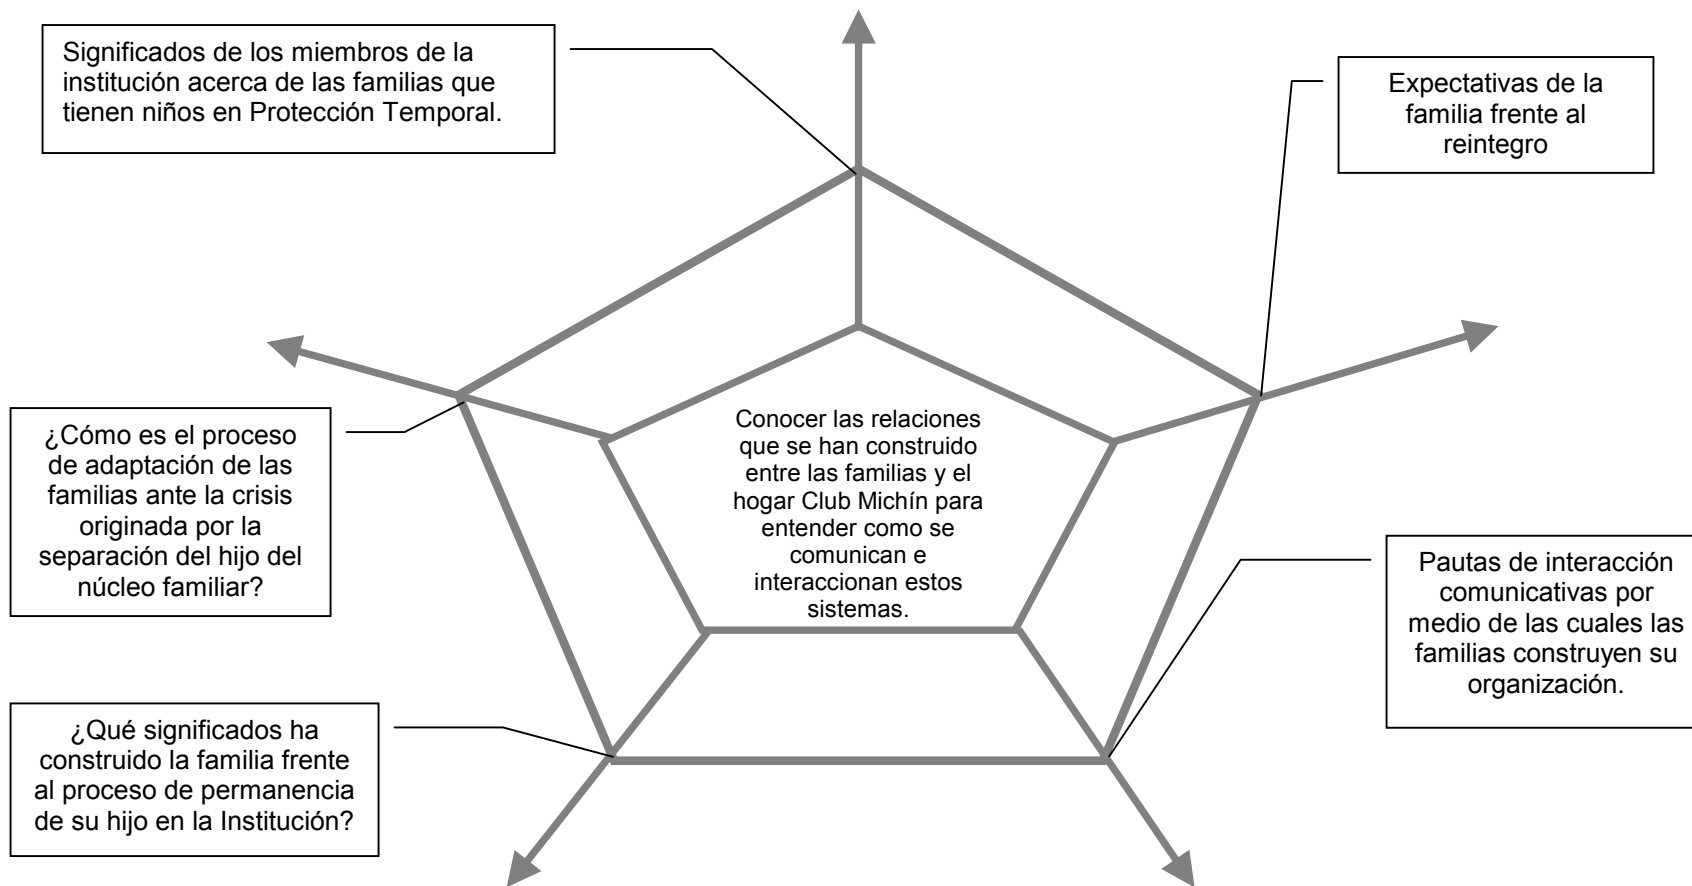 Significados de los miembros de la
institución acerca de las familias que
tienen niños en Protección Temporal.
Expectativas de la
familia frente al
reintegro
¿Cómo es el proceso
de adaptación de las
familias ante la crisis
originada por la
separación del hijo del
núcleo familiar?
Conocer las relaciones
que se han construido
entre las familias y el
hogar Club Michín para
entender como se
comunican e
interaccionan estos
sistemas.
Pautas de interacción
comunicativas por
medio de las cuales las
familias construyen su
organización.
¿Qué significados ha
construido la familia frente
al proceso de permanencia
de su hijo en la Institución?